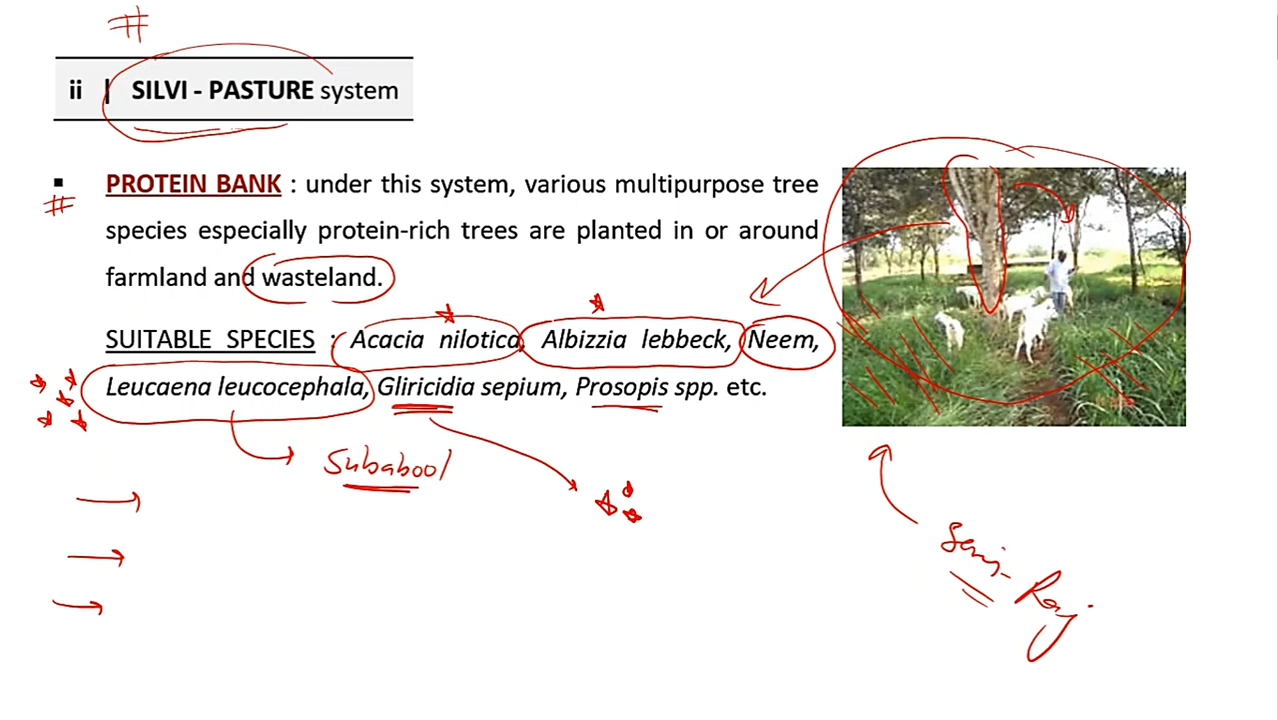 #
ii | SILVI - PASTURE system
▪ PROTEIN BANK : under this system, various multipurpose tree
#
species especially protein-rich trees are planted in or around
farmland and wasteland.
SUITABLE SPECIES : Acacia nilotica, Albizzia lebbeck, Neem,
Leucaena leucocephala, Gliricidia sepium, Prosopis spp. etc.
Subabool